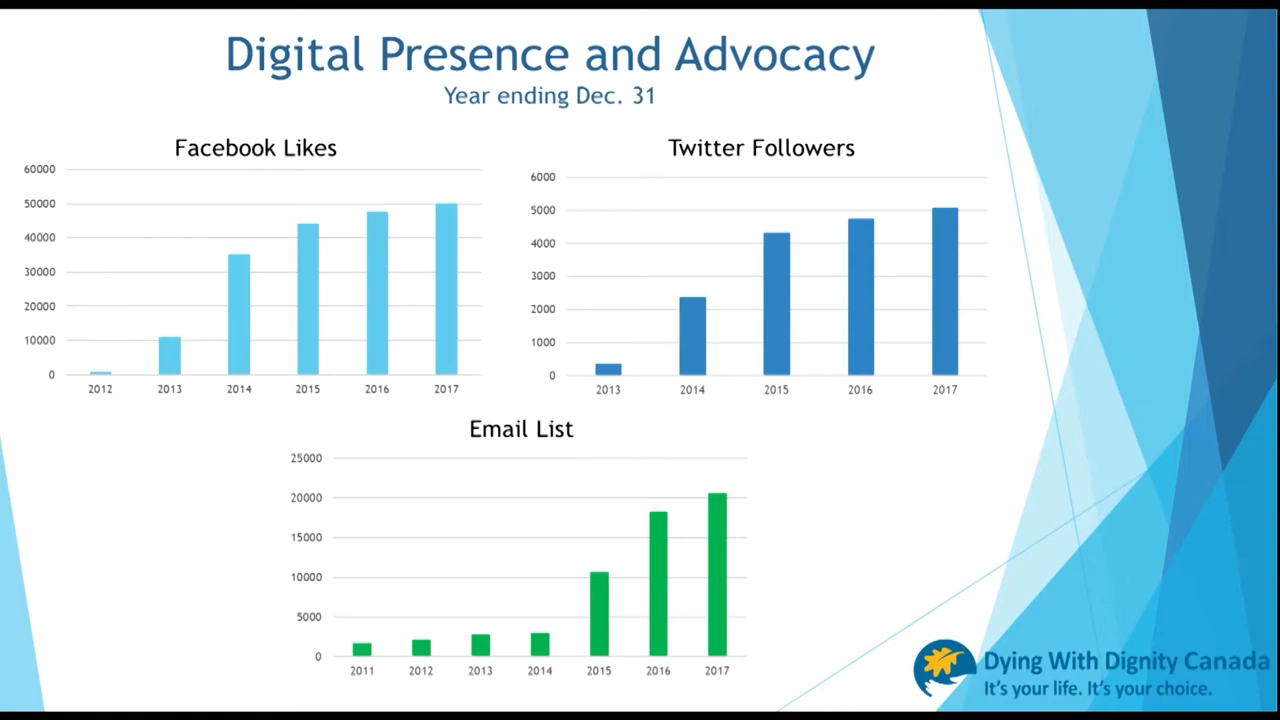 Digital Presence and Advocacy
Year ending Dec. 31
Facebook Likes
60000
50000
40000
30000
20000
10000
0
2012 2013 2014 2015 2016 2017
Twitter Followers
6000
5000
4000
3000
2000
1000
0
2013 2014 2015 2016 2017
Email List
25000
20000
15000
10000
5000
0
2011 2012 2013 2014 2015 2016 2017
Dying With Dignity Canada
It's your life. It's your choice.